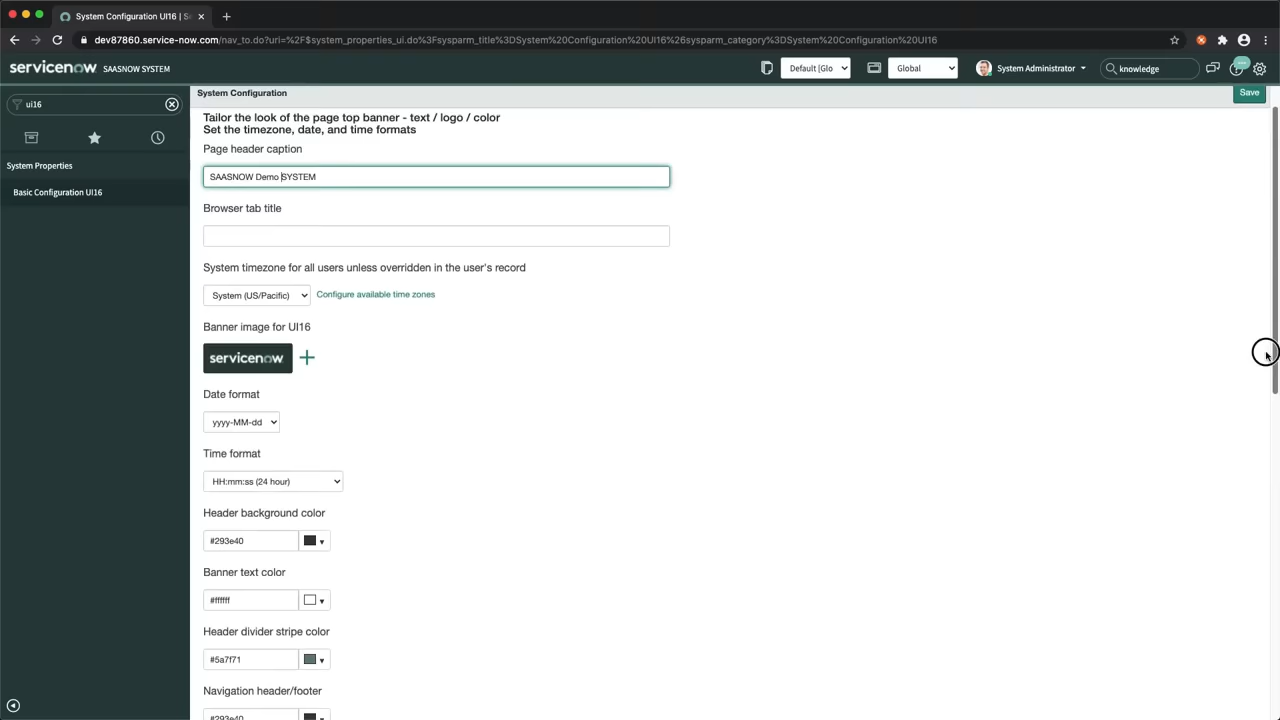 System Configuration UI16 | Se
dev87860.service-now.com/nav_to.do?uri=%2F$system_properties_ui.do%3Fsysparm_title%3DSystem%20Configuration%20UI16%26sysparm_category%3DSystem%20Configuration%20UI16
servicenow SAASNOW SYSTEM
Default [Glo
Global
System Administrator
knowledge
ui16
System Properties
Basic Configuration UI16
System Configuration
Save
Tailor the look of the page top banner - text / logo / color
Set the timezone, date, and time formats
Page header caption
SAASNOW Demo SYSTEM
Browser tab title
System timezone for all users unless overridden in the user's record
System (US/Pacific)
Configure available time zones
Banner image for UI16
servicenow
Date format
yyyy-MM-dd
Time format
HH:mm:ss (24 hour)
Header background color
#293e40
Banner text color
#ffffff
Header divider stripe color
#5a7f71
Navigation header/footer
#293e40